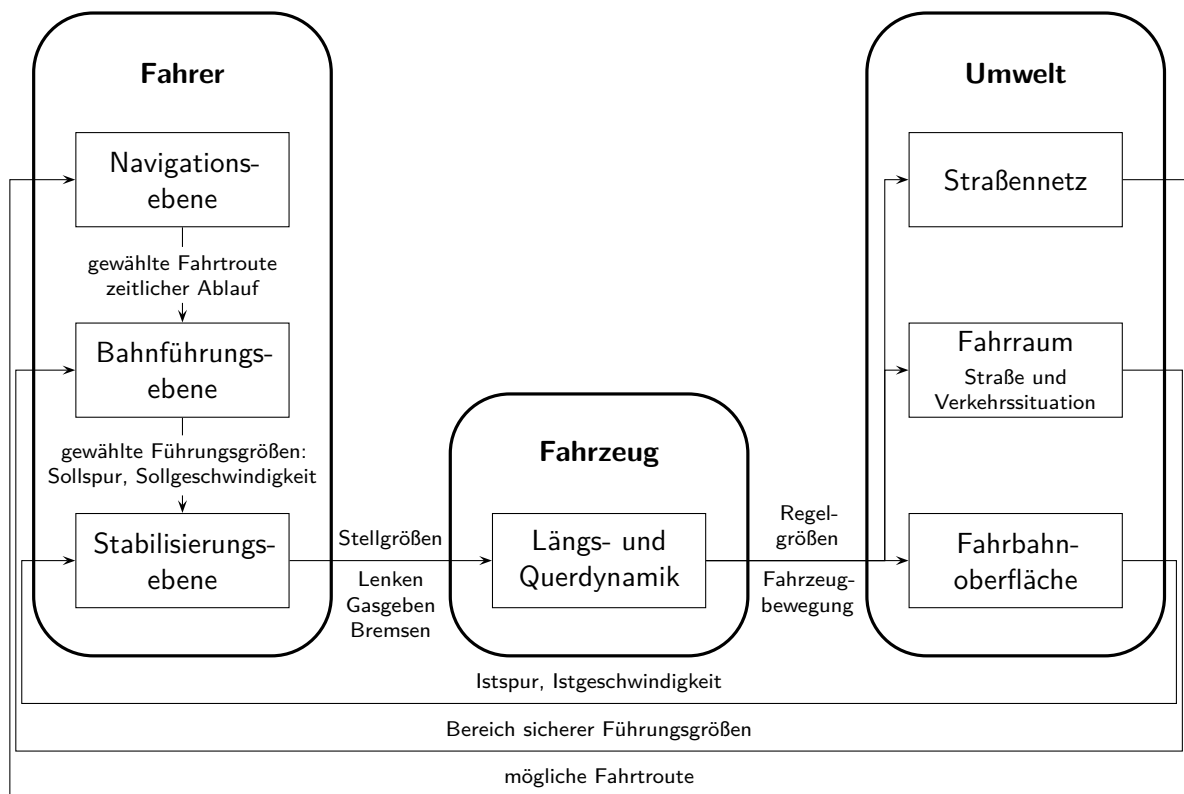 Fahrer
Navigations-
ebene
gewählte Fahrtroute
zeitlicher Ablauf
Bahnführungs-
ebene
gewählte Führungsgrößen:
Sollspur, Sollgeschwindigkeit
Stabilisierungs-
ebene
Stellgrößen
Lenken
Gasgeben
Bremsen
Fahrzeug
Längs- und
Querdynamik
Regel-
größen
Fahrzeug-
bewegung
Umwelt
Straßennetz
Fahrraum
Straße und
Verkehrssituation
Fahrbahn-
oberfläche
Istspur, Istgeschwindigkeit
Bereich sicherer Führungsgrößen
mögliche Fahrtroute